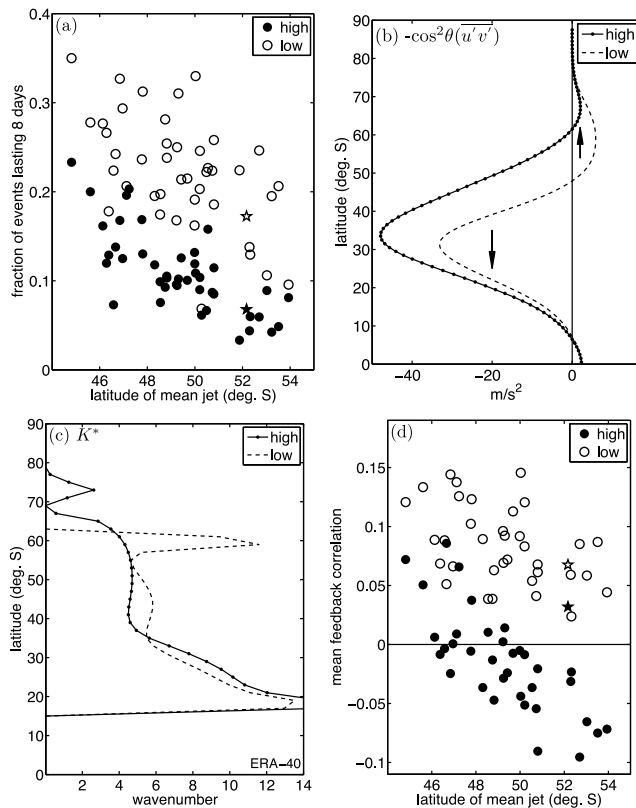 (a)
high
low
0.4
0.3
0.2
0.1
0
fraction of events lasting 8 days
46 48 50 52 54
latitude of mean jet (deg. S)
(b) -cos²θ(u′v′)
high
low
90
80
70
60
50
40
30
20
10
0
latitude (deg. S)
−40 −20 0
m/s²
(c) K*
high
low
90
80
70
60
50
40
30
20
10
0
latitude (deg. S)
ERA−40
0 2 4 6 8 10 12 14
wavenumber
(d)
high
low
0.15
0.1
0.05
0
−0.05
−0.1
mean feedback correlation
46 48 50 52 54
latitude of mean jet (deg. S)